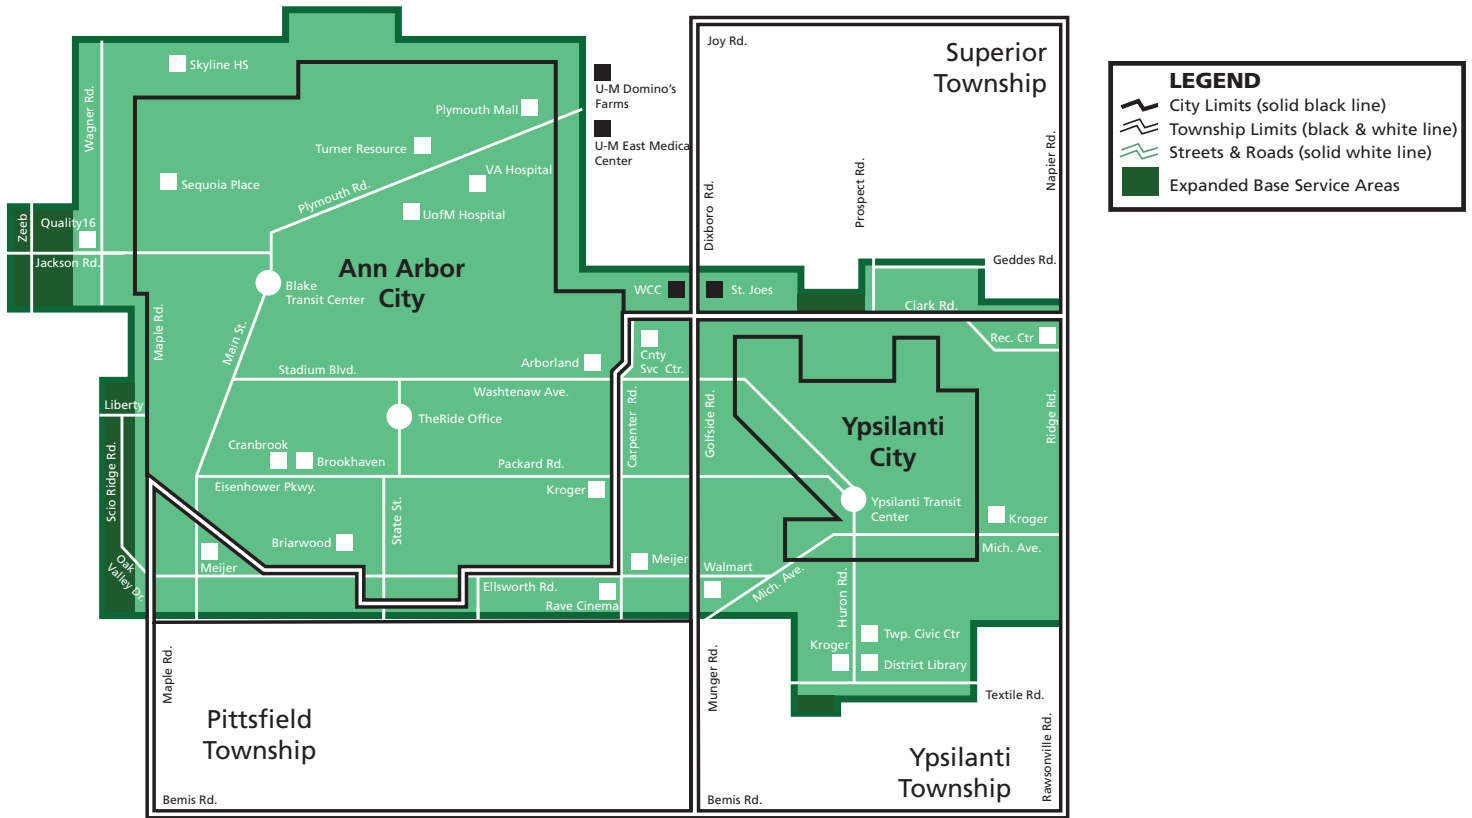 Joy Rd.
Superior
Township
LEGEND
City Limits (solid black line)
Township Limits (black & white line)
Streets & Roads (solid white line)
Expanded Base Service Areas
Skyline HS
Wagner Rd.
U-M Domino's
Farms
Plymouth Mall
U-M East Medica
Center
Turner Resource
VA Hospital
Sequoia Place
Plymouth Rd.
UofM Hospital
Dixboro Rd.
Prospect Rd.
Napier Rd.
Zeeb
Quality16
Jackson Rd.
Ann Arbor
City
Blake
Transit Center
WCC
St. Joes
Geddes Rd.
Clark Rd.
Maple Rd.
Main St.
Rec. Ctr
Cnty
Svc Ctr.
Arborland
Stadium Blvd.
Washtenaw Ave.
Liberty
TheRide Office
Carpenter Rd.
Golfside Rd.
Ridge Rd.
Ypsilanti
City
Cranbrook
Brookhaven
Packard Rd.
Eisenhower Pkwy.
Kroger
Scio Ridge Rd.
State St.
Ypsilanti Transit
Center
Kroger
Mich. Ave.
Briarwood
Meijer
Meijer
Walmart
Oak
Valley Dr.
Ellsworth Rd.
Rave Cinema
Mich. Ave.
Huron Rd.
Twp. Civic Ctr
Kroger
District Library
Maple Rd.
Munger Rd.
Textile Rd.
Pittsfield
Township
Ypsilanti
Township
Rawsonville Rd.
Bemis Rd.
Bemis Rd.